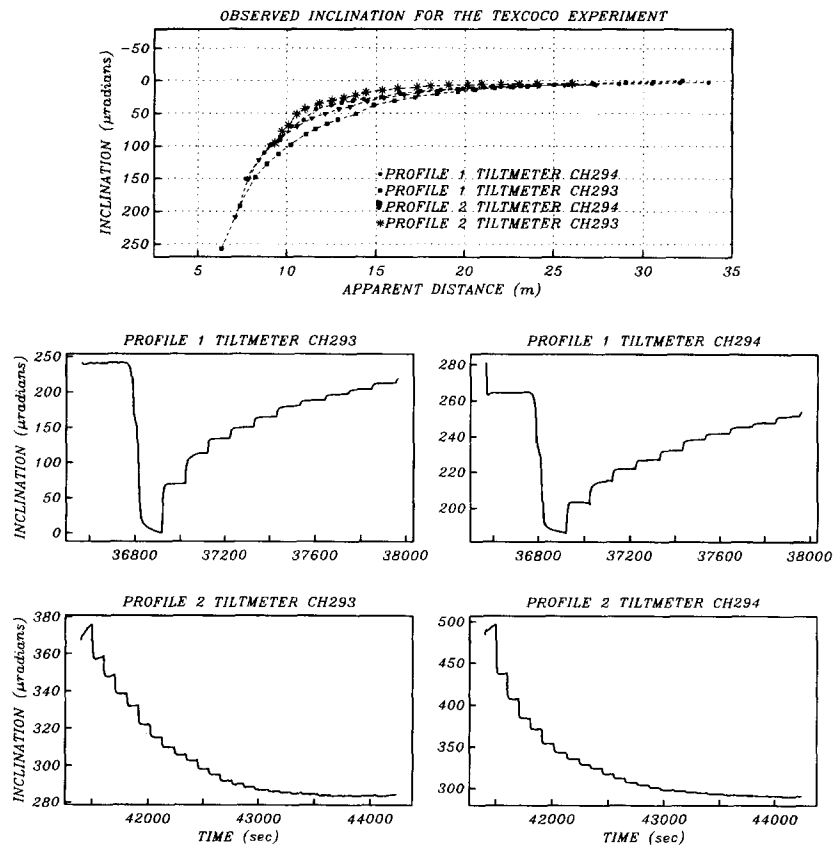 OBSERVED INCLINATION FOR THE TEXCOCO EXPERIMENT
INCLINATION (μradians)
-50
0
50
100
150
200
250
PROFILE 1 TILTMETER CH294
PROFILE 1 TILTMETER CH293
PROFILE 2 TILTMETER CH294
PROFILE 2 TILTMETER CH293
5 10 15 20 25 30 35
APPARENT DISTANCE (m)
PROFILE 1 TILTMETER CH293
INCLINATION (μradians)
250
200
150
100
50
0
36800 37200 37600 38000
PROFILE 1 TILTMETER CH294
280
260
240
220
200
36800 37200 37600 38000
PROFILE 2 TILTMETER CH293
INCLINATION (μradians)
380
360
340
320
300
280
42000 43000 44000
TIME (sec)
PROFILE 2 TILTMETER CH294
500
450
400
350
300
42000 43000 44000
TIME (sec)